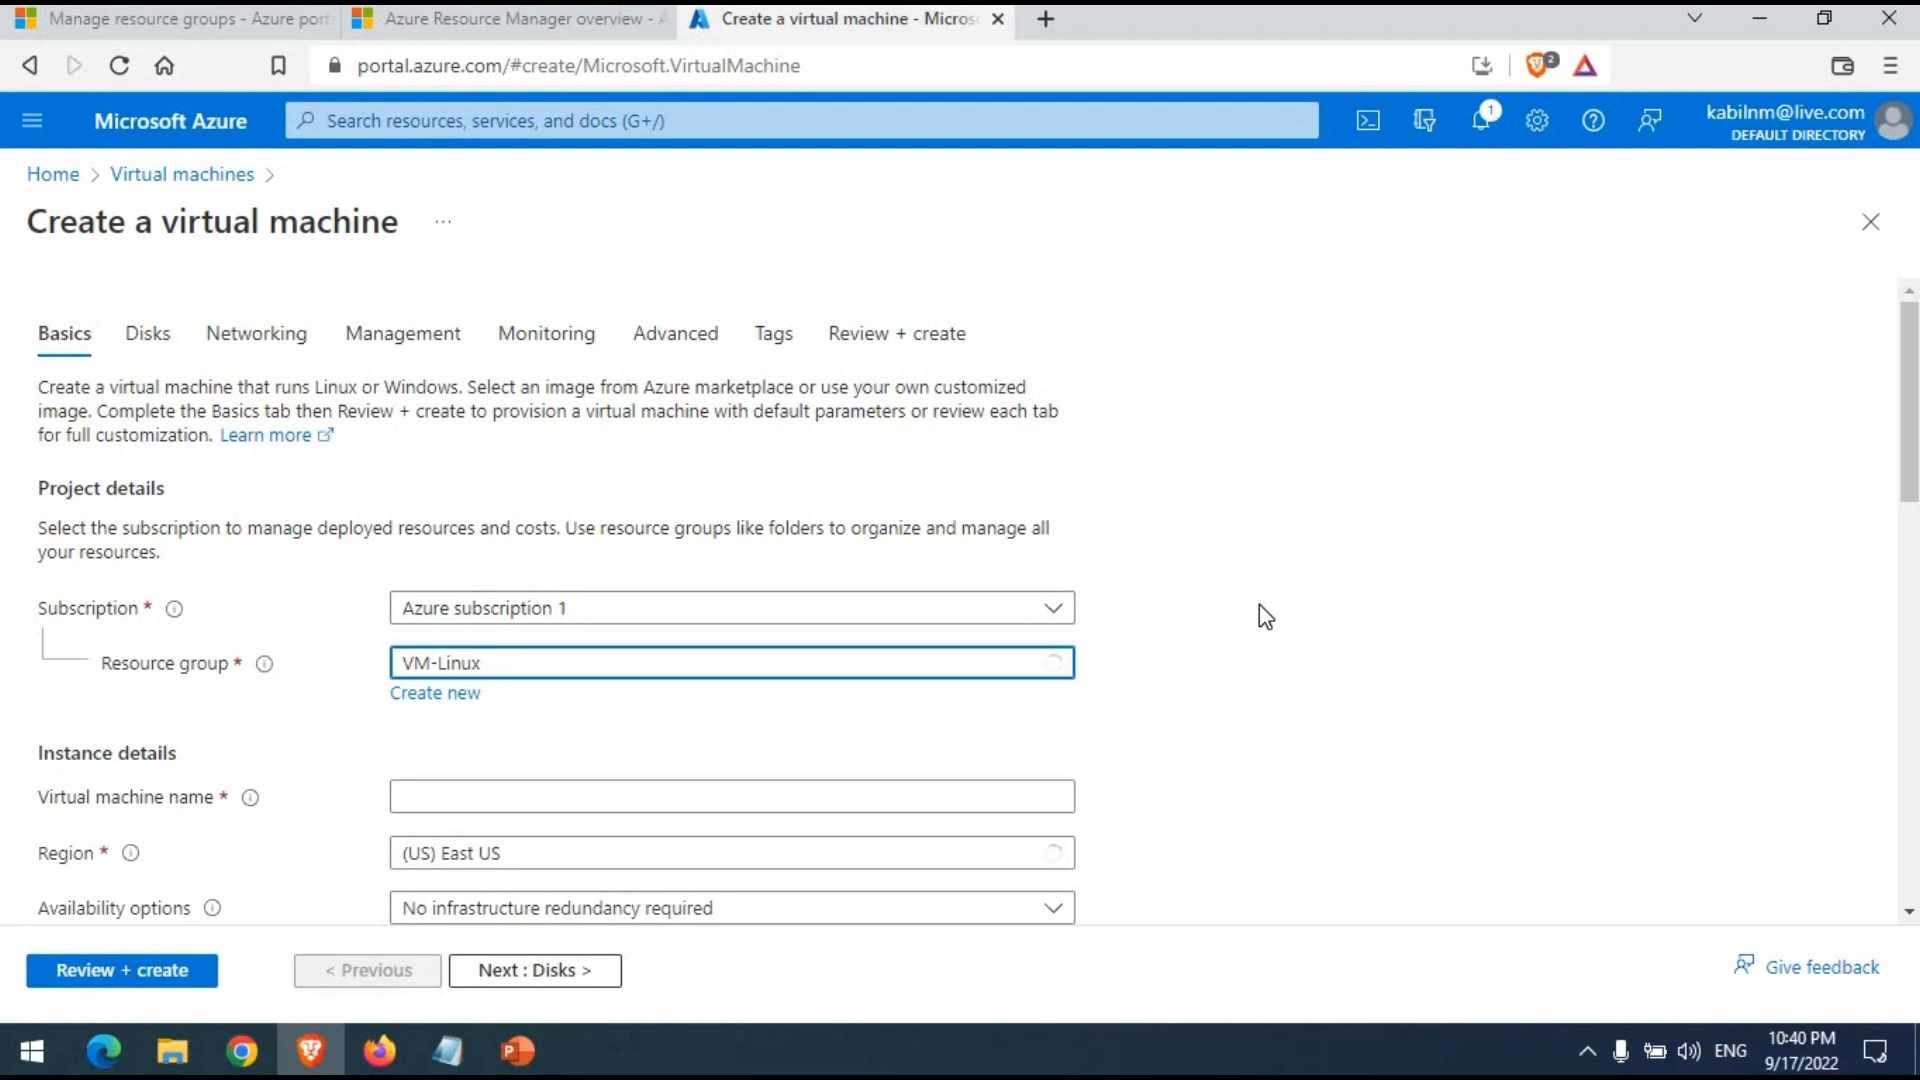 Manage resource groups - Azure port
Azure Resource Manager overview - A
Create a virtual machine - Micros
portal.azure.com/#create/Microsoft.VirtualMachine
2
Microsoft Azure
Search resources, services, and docs (G+/)
1
kabilnm@live.com
DEFAULT DIRECTORY
Home > Virtual machines >
Create a virtual machine ...
Basics Disks Networking Management Monitoring Advanced Tags Review + create
Create a virtual machine that runs Linux or Windows. Select an image from Azure marketplace or use your own customized
image. Complete the Basics tab then Review + create to provision a virtual machine with default parameters or review each tab
for full customization. Learn more
Project details
Select the subscription to manage deployed resources and costs. Use resource groups like folders to organize and manage all
your resources.
Subscription * Azure subscription 1
Resource group * VM-Linux
Create new
Instance details
Virtual machine name *
Region * (US) East US
Availability options No infrastructure redundancy required
Review + create < Previous Next : Disks > Give feedback
ENG
10:40 PM
9/17/2022